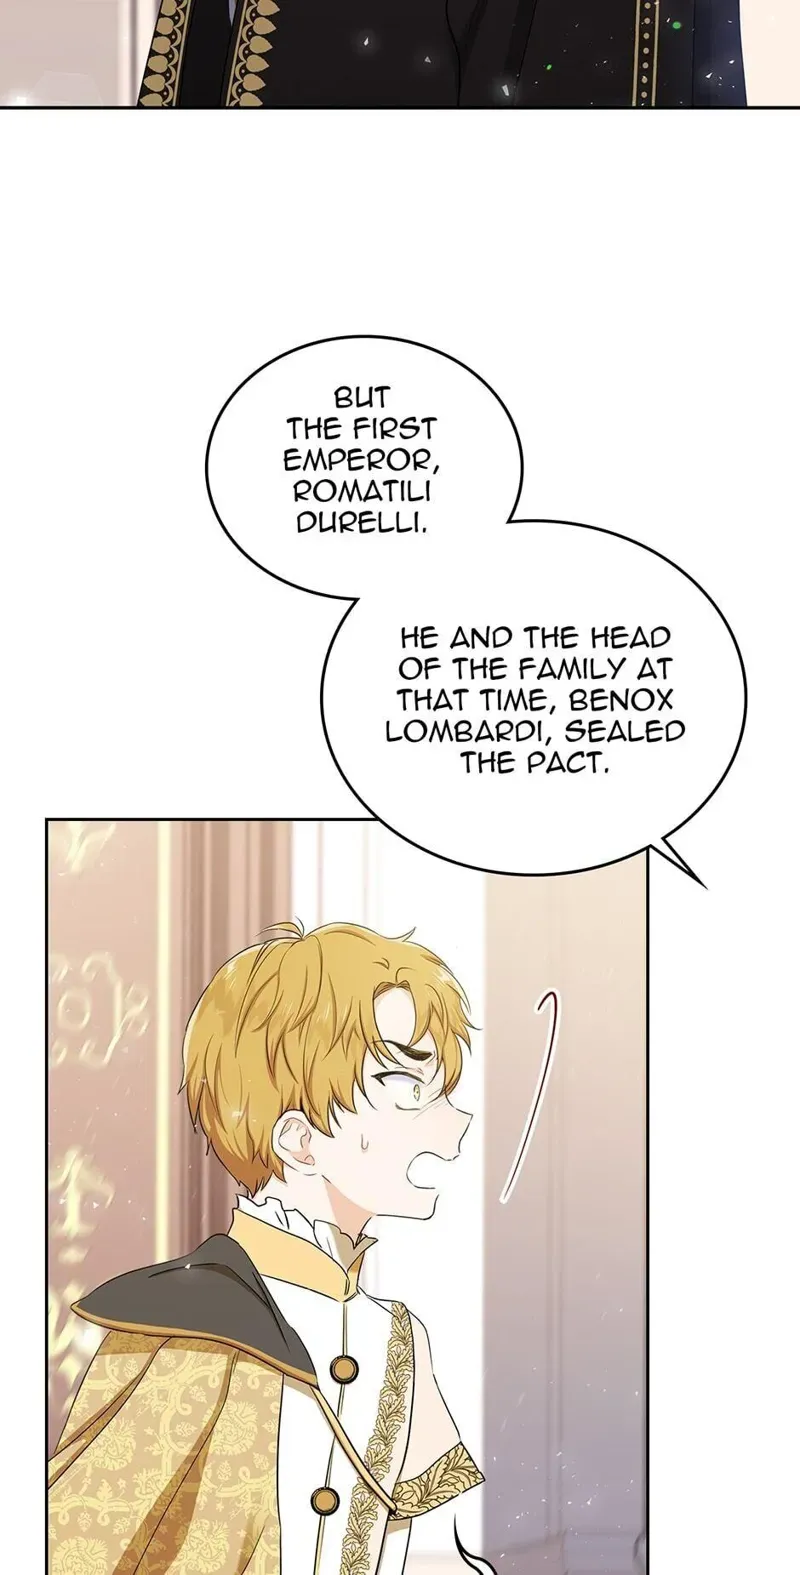 BUT
THE FIRST
EMPEROR,
ROMATILI
DURELLI.
HE AND THE HEAD
OF THE FAMILY AT
THAT TIME, BENOX
LOMBARDI, SEALED
THE PACT.